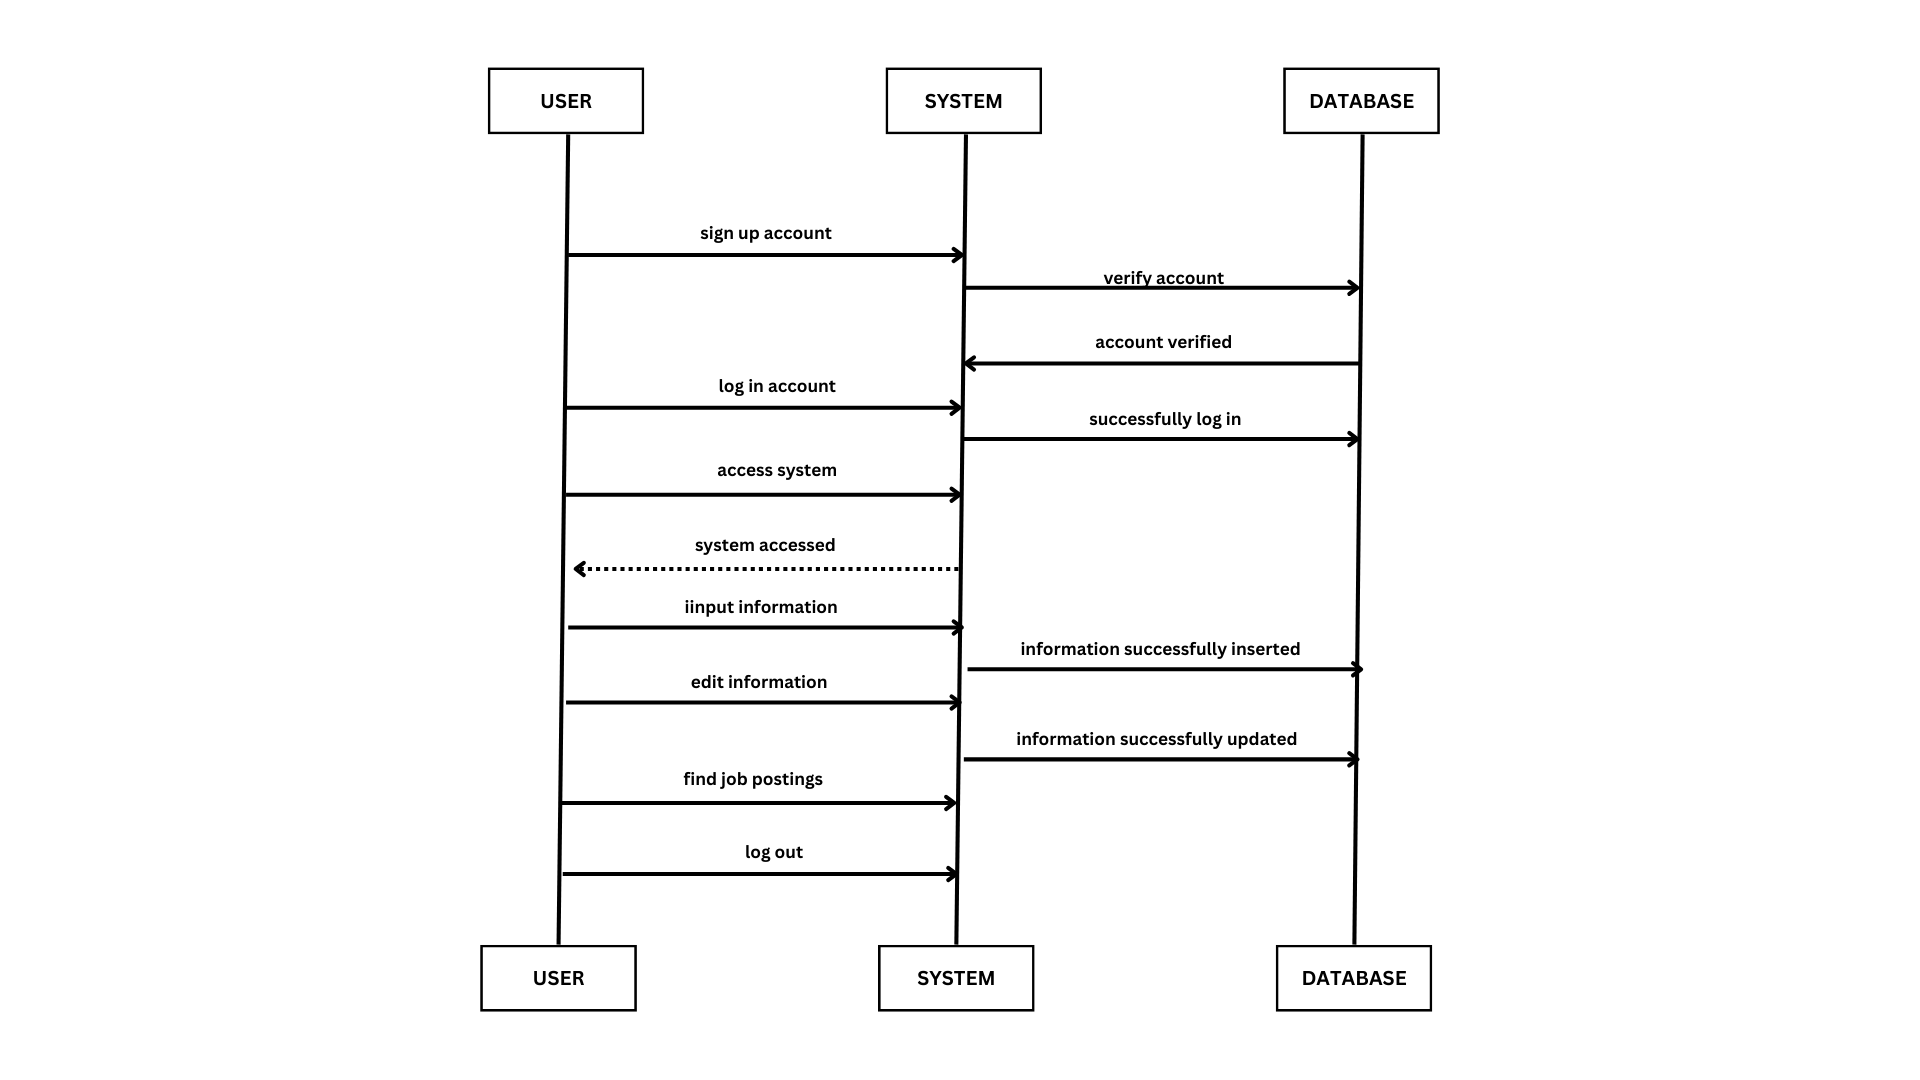 USER
SYSTEM
DATABASE
sign up account
verify account
account verified
log in account
successfully log in
access system
system accessed
iinput information
information successfully inserted
edit information
information successfully updated
find job postings
log out
USER
SYSTEM
DATABASE